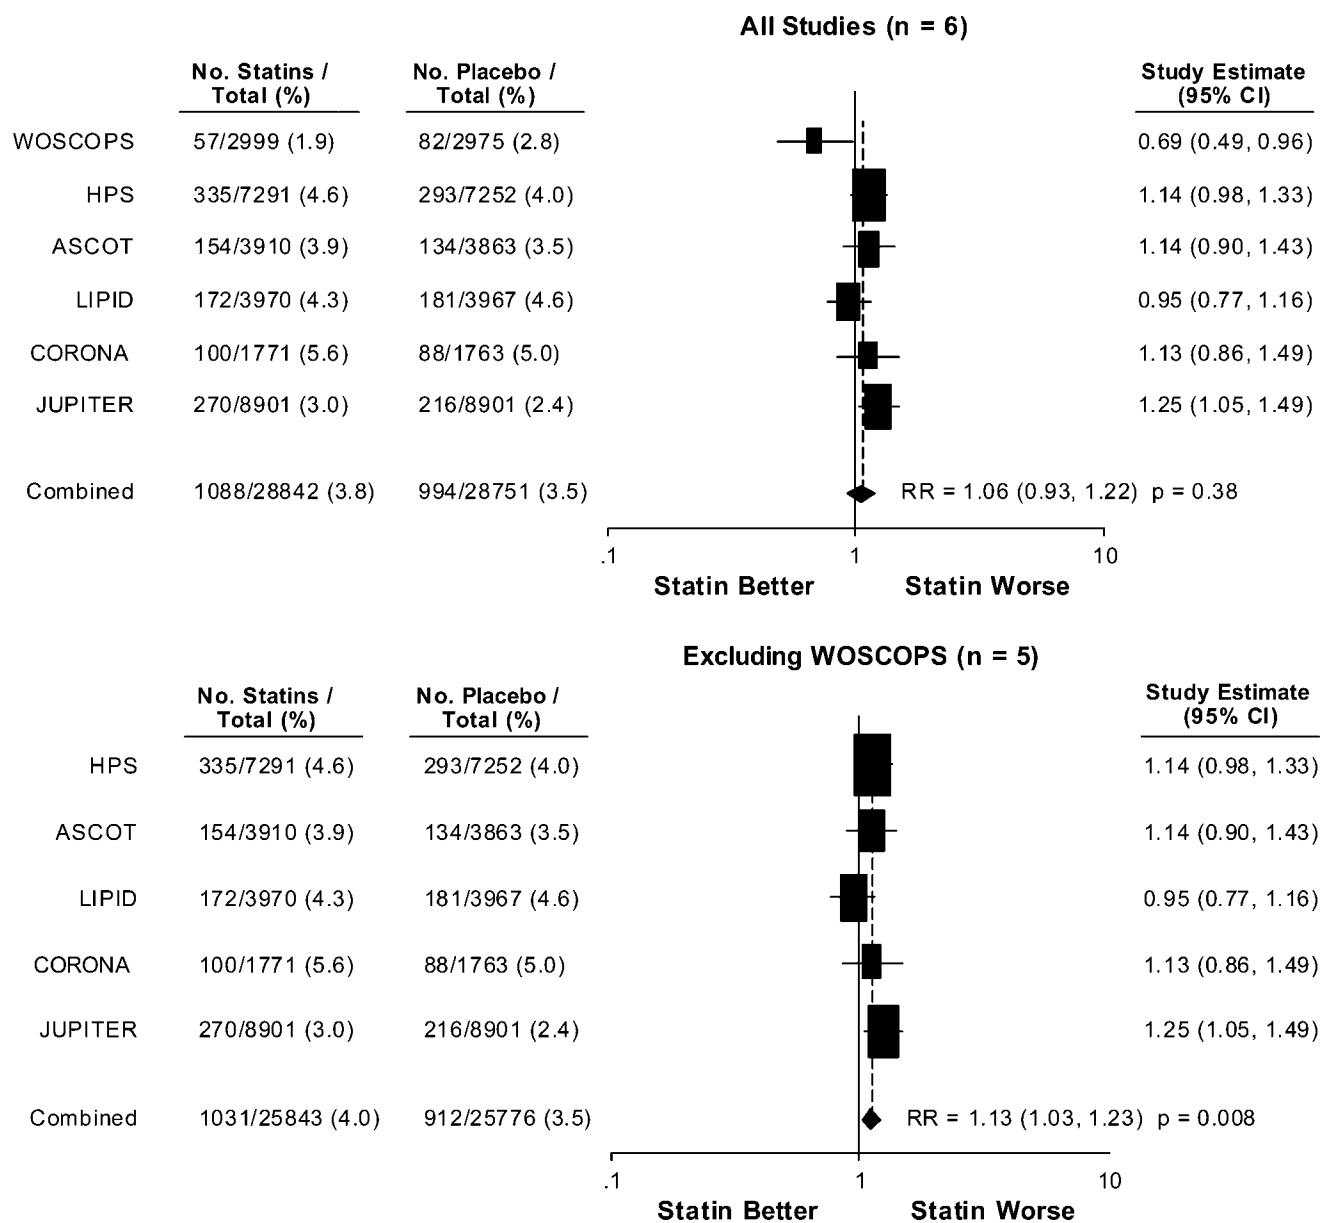 All Studies (n = 6)
No. Statins / No. Placebo / Study Estimate
Total (%) Total (%) (95% CI)
WOSCOPS 57/2999 (1.9) 82/2975 (2.8) 0.69 (0.49, 0.96)
HPS 335/7291 (4.6) 293/7252 (4.0) 1.14 (0.98, 1.33)
ASCOT 154/3910 (3.9) 134/3863 (3.5) 1.14 (0.90, 1.43)
LIPID 172/3970 (4.3) 181/3967 (4.6) 0.95 (0.77, 1.16)
CORONA 100/1771 (5.6) 88/1763 (5.0) 1.13 (0.86, 1.49)
JUPITER 270/8901 (3.0) 216/8901 (2.4) 1.25 (1.05, 1.49)
Combined 1088/28842 (3.8) 994/28751 (3.5) RR = 1.06 (0.93, 1.22) p = 0.38
.1 1 10
Statin Better Statin Worse
Excluding WOSCOPS (n = 5)
No. Statins / No. Placebo / Study Estimate
Total (%) Total (%) (95% CI)
HPS 335/7291 (4.6) 293/7252 (4.0) 1.14 (0.98, 1.33)
ASCOT 154/3910 (3.9) 134/3863 (3.5) 1.14 (0.90, 1.43)
LIPID 172/3970 (4.3) 181/3967 (4.6) 0.95 (0.77, 1.16)
CORONA 100/1771 (5.6) 88/1763 (5.0) 1.13 (0.86, 1.49)
JUPITER 270/8901 (3.0) 216/8901 (2.4) 1.25 (1.05, 1.49)
Combined 1031/25843 (4.0) 912/25776 (3.5) RR = 1.13 (1.03, 1.23) p = 0.008
.1 1 10
Statin Better Statin Worse